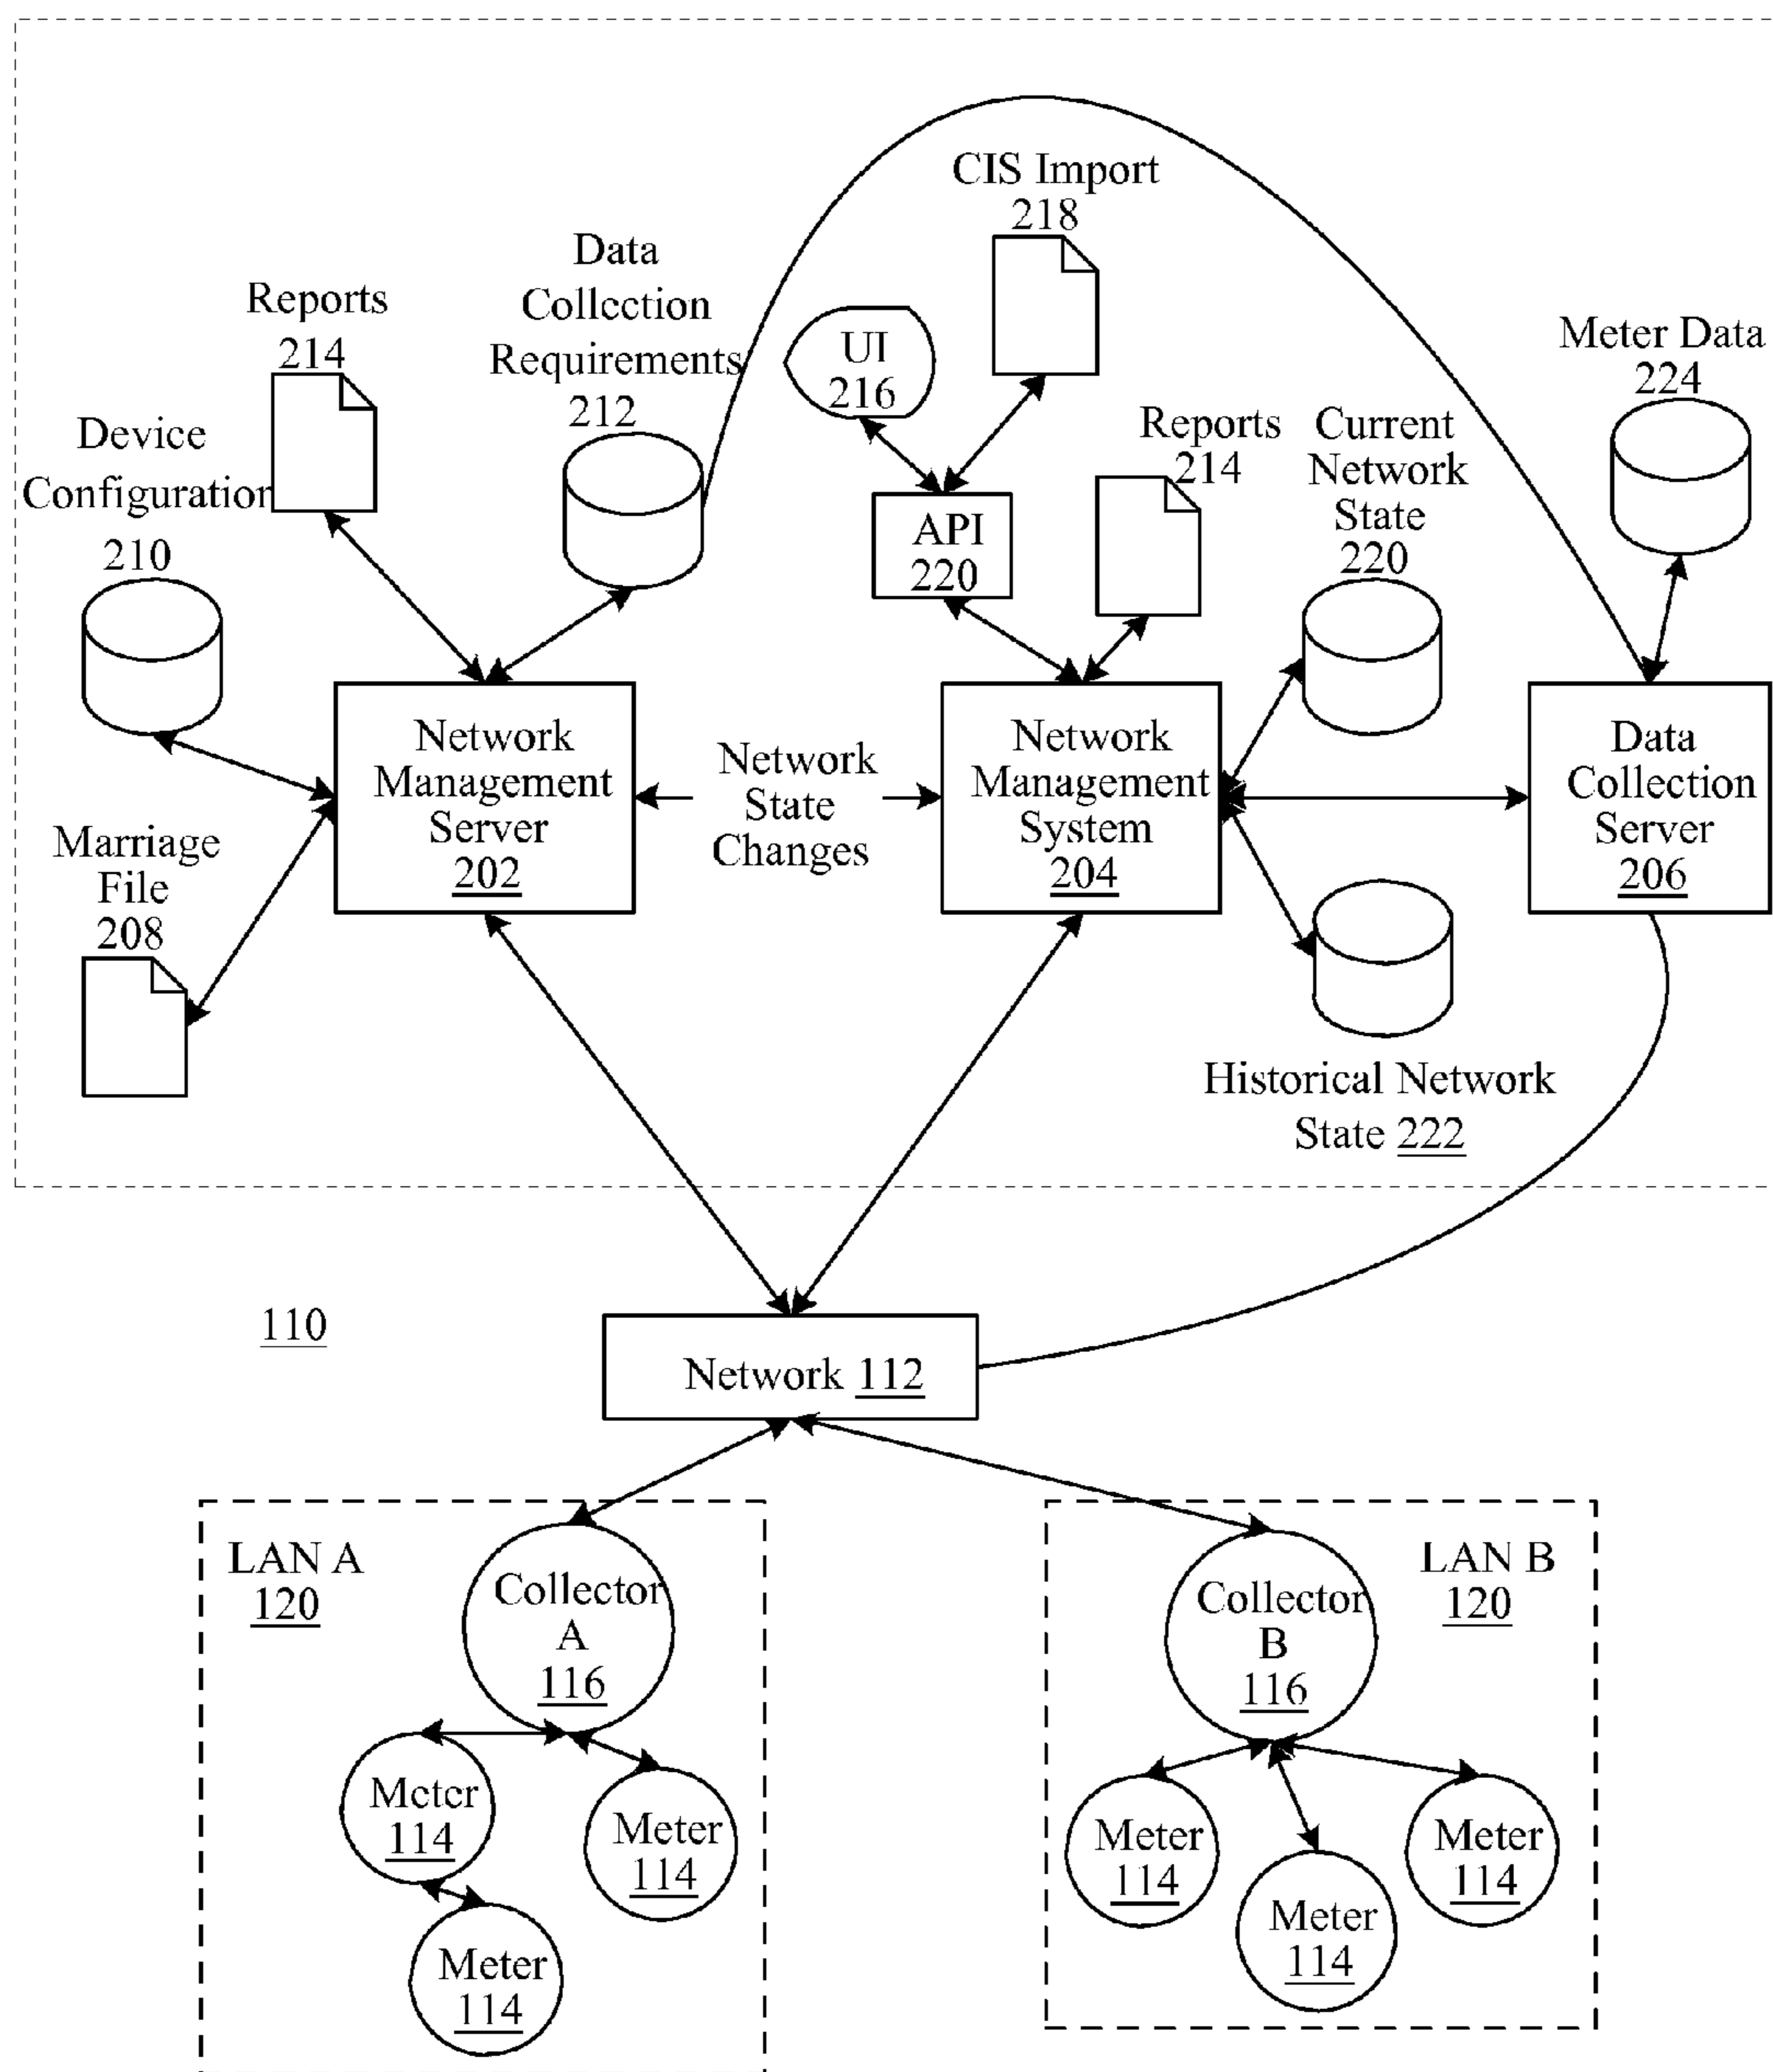 CIS Import
218
Data
Collection
Requirements
212
Reports
214
UI
216
Meter Data
224
Device
Configuration
210
API
220
Reports
214
Current
Network
State
220
Network
Management
Server
202
Network
State
Changes
Network
Management
System
204
Data
Collection
Server
206
Marriage
File
208
Historical Network
State 222
110
Network 112
LAN A
120
Collector
A
116
Meter
114
Meter
114
Meter
114
LAN B
120
Collector
B
116
Meter
114
Meter
114
Meter
114